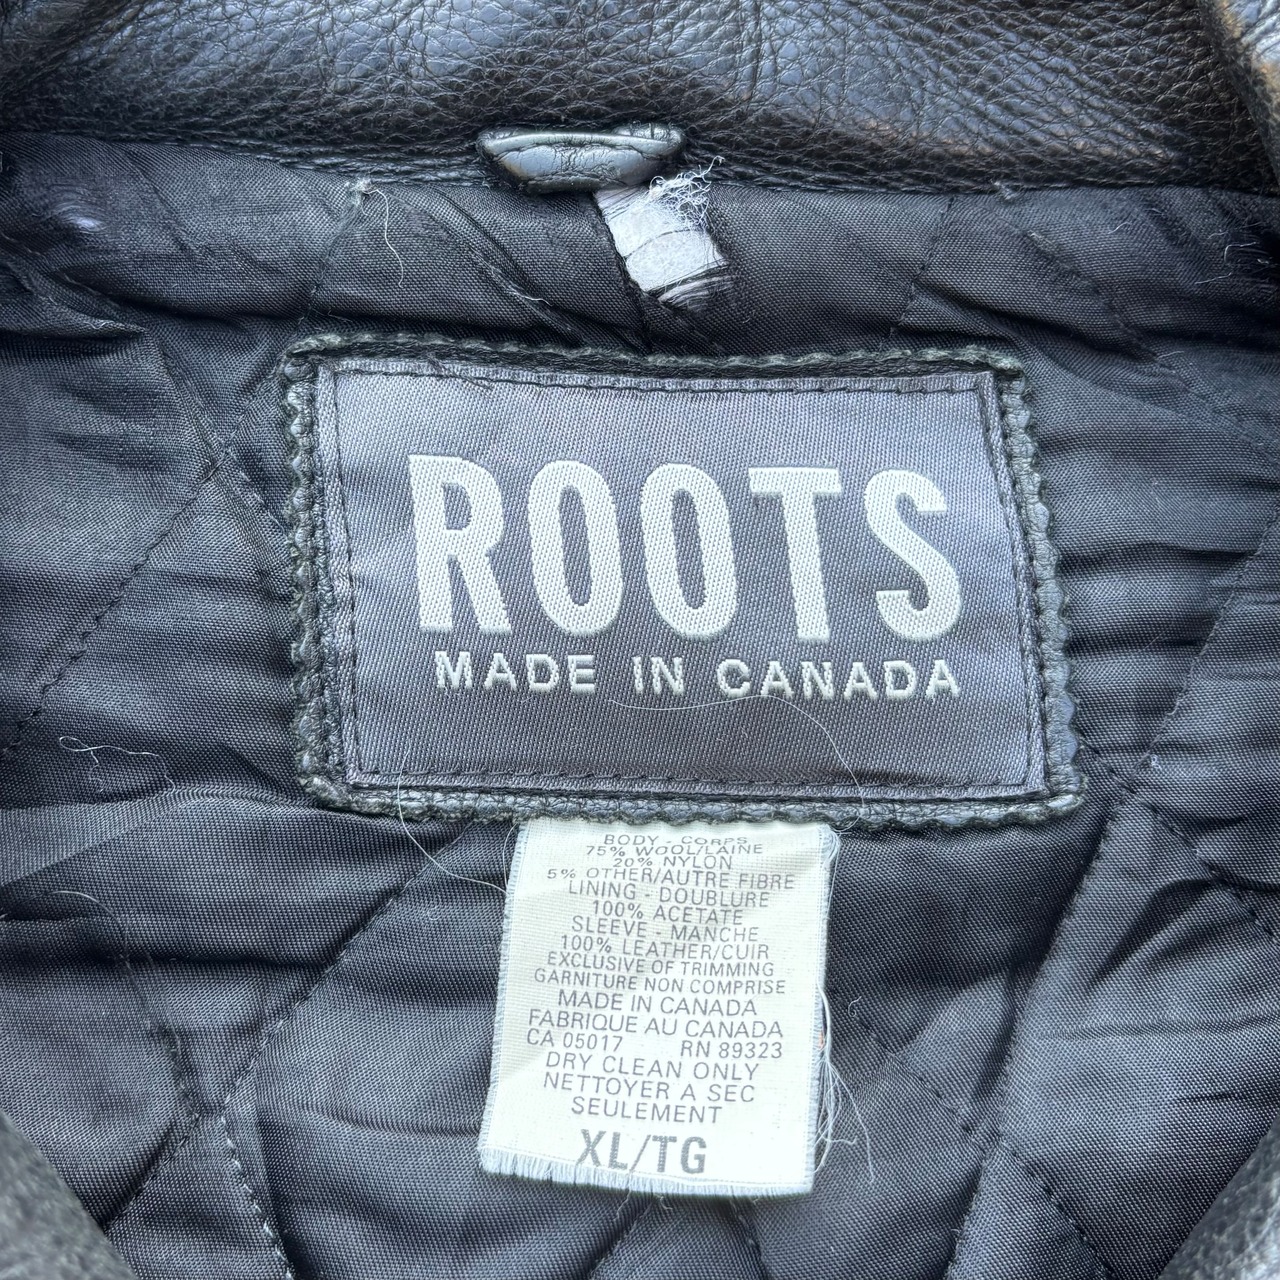 ROOTS
MADE IN CANADA
BODY - CORPS
75% WOOL/LAINE
20% NYLON
5% OTHER/AUTRE FIBRE
LINING - DOUBLURE
100% ACETATE
SLEEVE - MANCHE
100% LEATHER/CUIR
EXCLUSIVE OF TRIMMING
GARNITURE NON COMPRISE
MADE IN CANADA
FABRIQUE AU CANADA
CA 05017 RN 89323
DRY CLEAN ONLY
NETTOYER A SEC
SEULEMENT
XL/TG